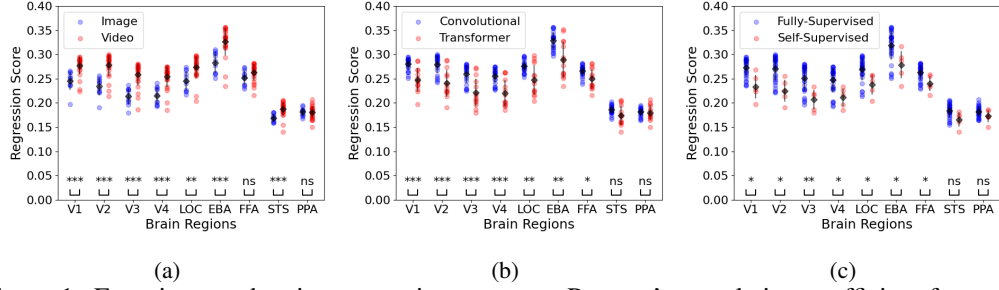 0.40
0.35
0.30
0.25
0.20
0.15
0.10
0.05
0.00
Regression Score
Image
Video
*** *** *** *** ** *** ns *** ns
V1 V2 V3 V4 LOC EBA FFA STS PPA
Brain Regions
(a)
0.40
0.35
0.30
0.25
0.20
0.15
0.10
0.05
0.00
Regression Score
Convolutional
Transformer
*** *** *** *** ** ** * ns ns
V1 V2 V3 V4 LOC EBA FFA STS PPA
Brain Regions
(b)
0.40
0.35
0.30
0.25
0.20
0.15
0.10
0.05
0.00
Regression Score
Fully-Supervised
Self-Supervised
* * ** * * * * ns ns
V1 V2 V3 V4 LOC EBA FFA STS PPA
Brain Regions
(c)